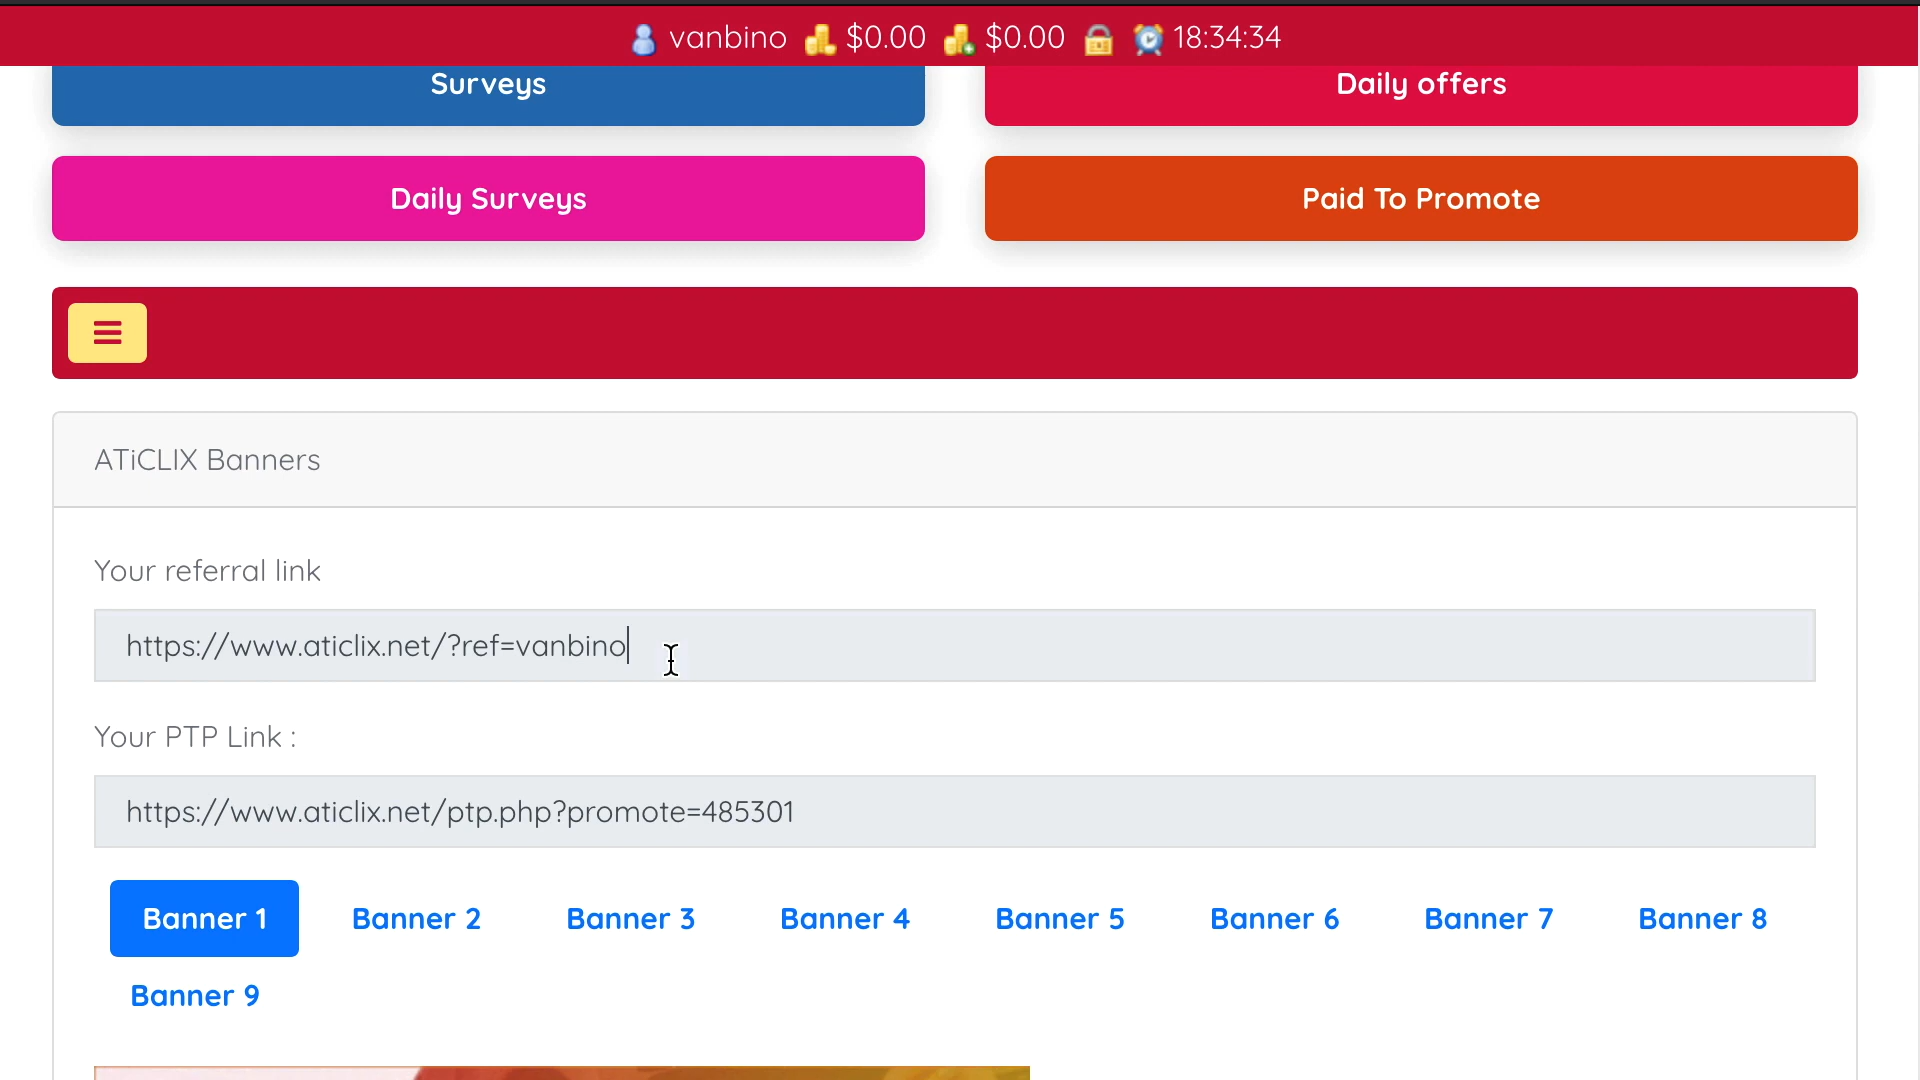 vanbino $0.00 $0.00 18:34:34
Surveys Daily offers
Daily Surveys Paid To Promote
ATiCLIX Banners
Your referral link
https://www.aticlix.net/?ref=vanbino
Your PTP Link :
https://www.aticlix.net/ptp.php?promote=485301
Banner 1 Banner 2 Banner 3 Banner 4 Banner 5 Banner 6 Banner 7 Banner 8
Banner 9